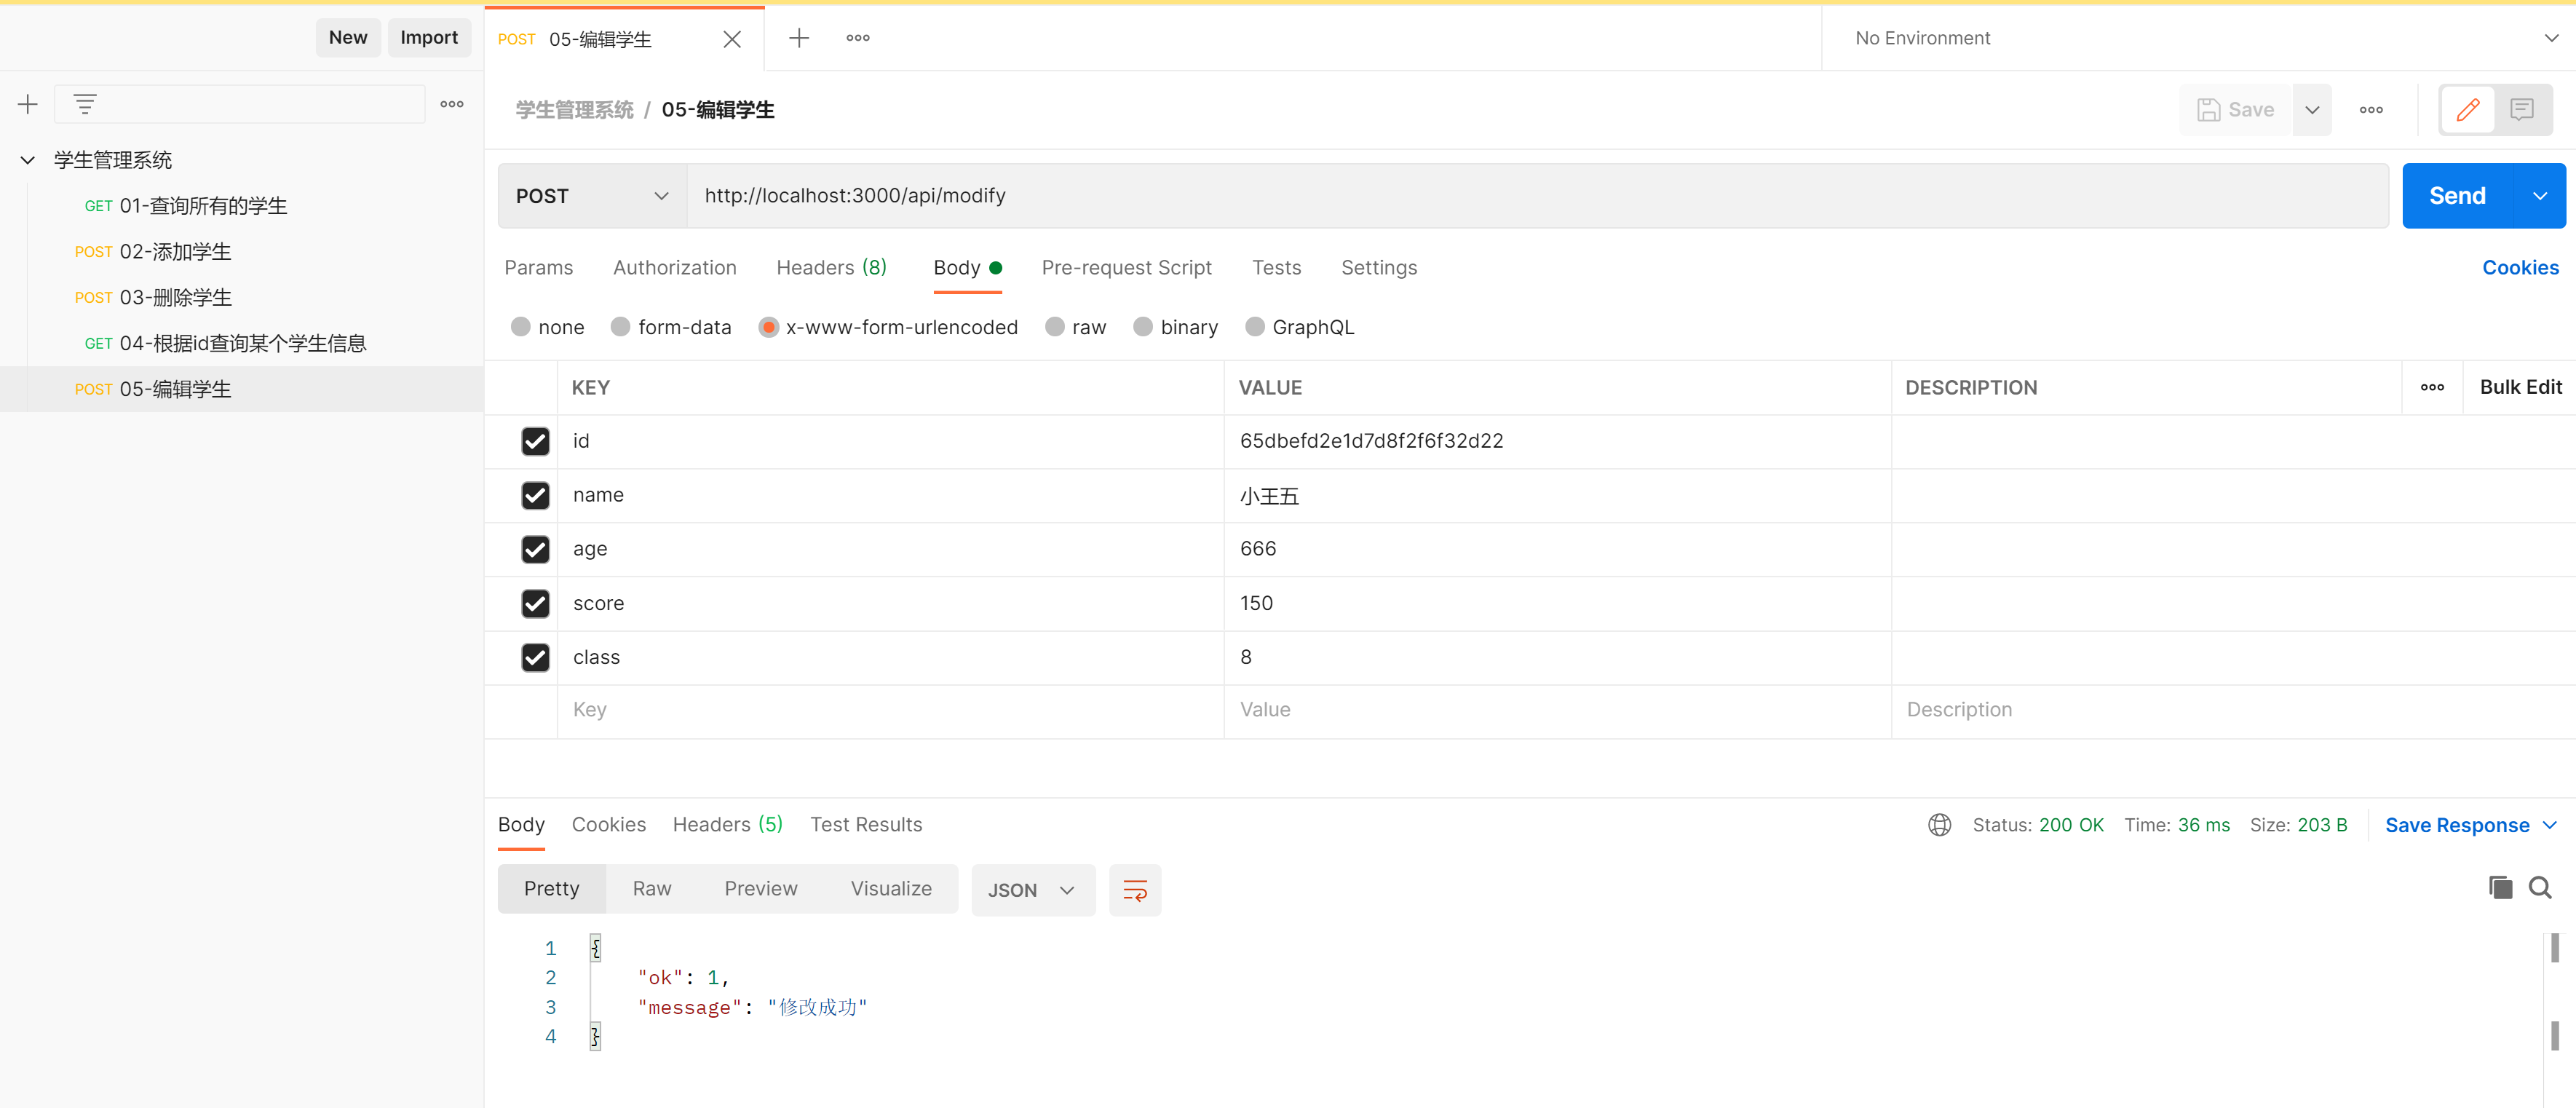 New Import
POST 05-编辑学生
No Environment
学生管理系统 / 05-编辑学生
Save
学生管理系统
GET 01-查询所有的学生
POST 02-添加学生
POST 03-删除学生
GET 04-根据id查询某个学生信息
POST 05-编辑学生
POST http://localhost:3000/api/modify Send
Params Authorization Headers (8) Body Pre-request Script Tests Settings Cookies
none form-data x-www-form-urlencoded raw binary GraphQL
KEY VALUE DESCRIPTION Bulk Edit
id 65dbefd2e1d7d8f2f6f32d22
name 小王五
age 666
score 150
class 8
Key Value Description
Body Cookies Headers (5) Test Results Status: 200 OK Time: 36 ms Size: 203 B Save Response
Pretty Raw Preview Visualize JSON
1 {
2 "ok": 1,
3 "message": "修改成功"
4 }